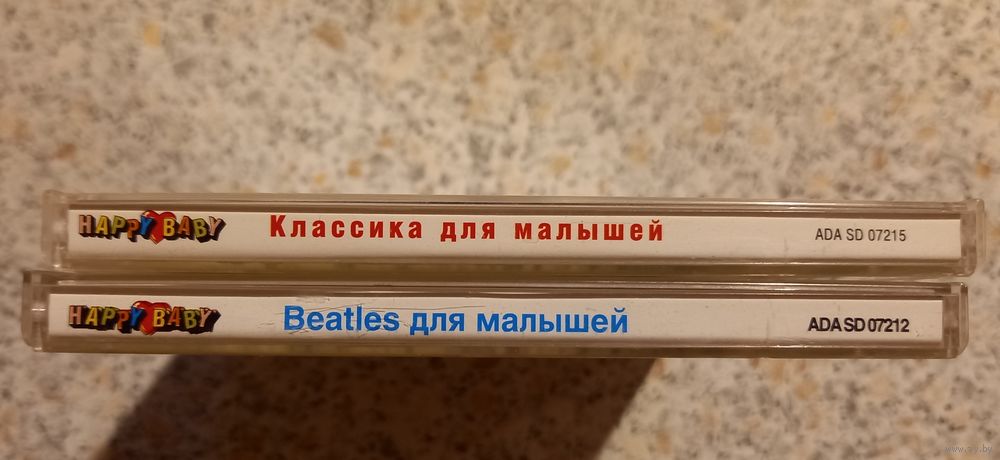 HAPPY BABY Классика для малышей ADA SD 07215
HAPPY BABY Beatles для малышей ADA SD 07212